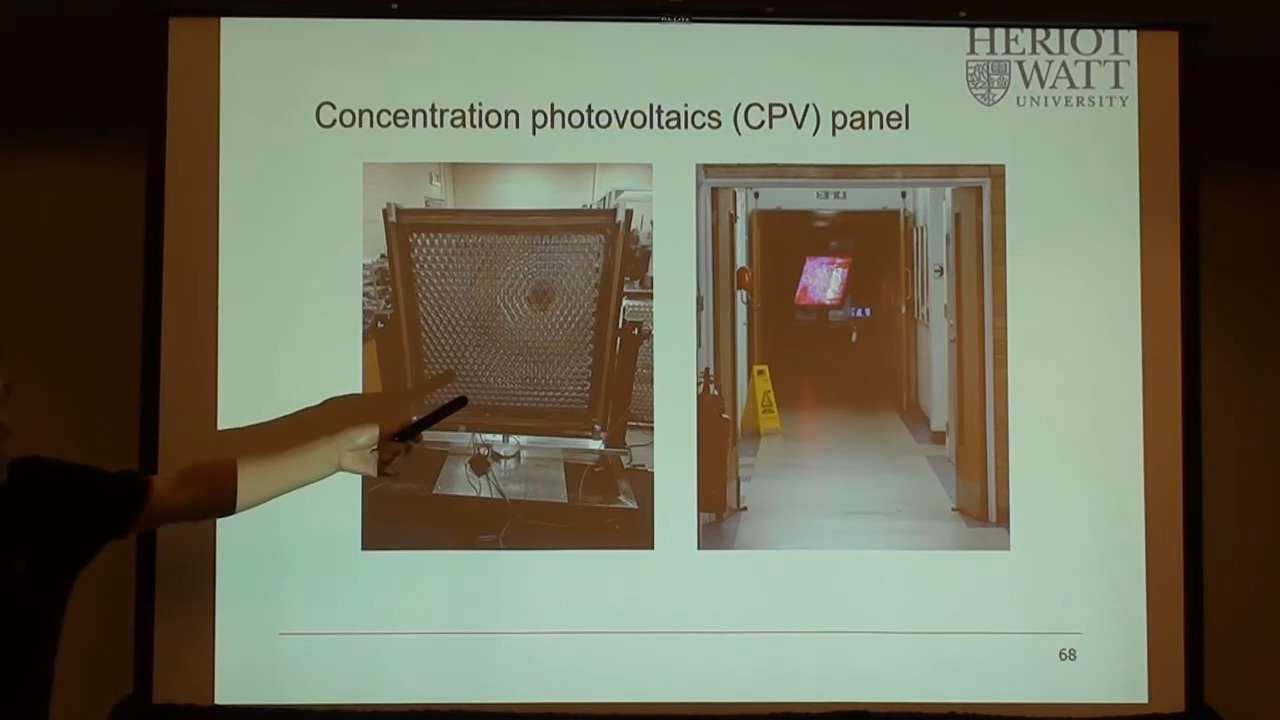 HERIOT
WATT
UNIVERSITY
Concentration photovoltaics (CPV) panel
68